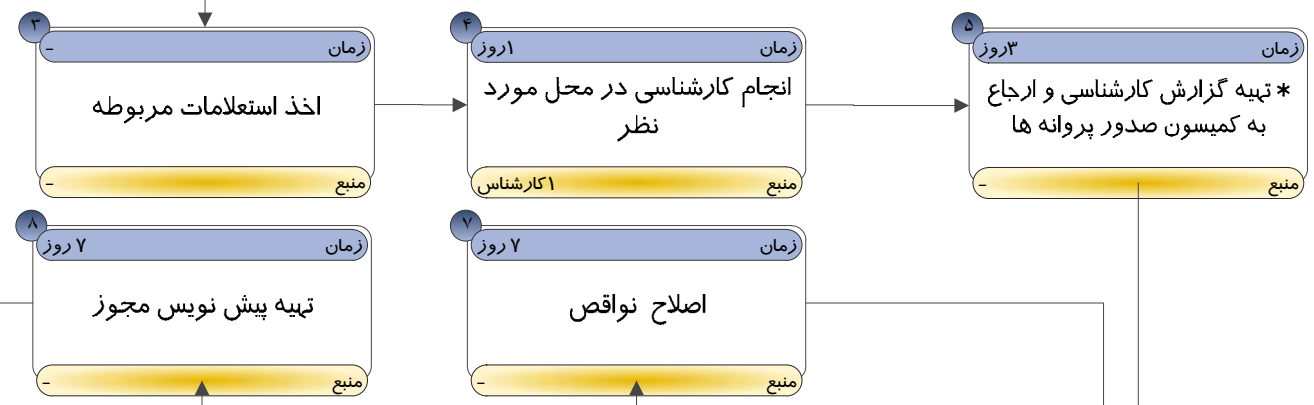 ۳
زمان -
اخذ استعلامات مربوطه
منبع -
۴
زمان ۱روز
انجام کارشناسی در محل مورد
نظر
منبع ۱کارشناس
۵
زمان ۳روز
* تهیه گزارش کارشناسی و ارجاع
به کمیسون صدور پروانه ها
منبع -
۸
زمان ۷ روز
تهیه پیش نویس مجوز
منبع -
۷
زمان ۷ روز
اصلاح نواقص
منبع -